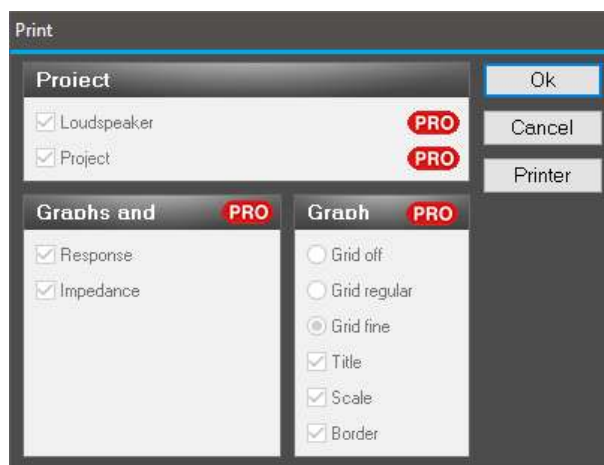 Print
Project
Ok
Loudspeaker PRO
Cancel
Project PRO
Printer
Graphs and PRO
Graph PRO
Response
Impedance
Grid off
Grid regular
Grid fine
Title
Scale
Border